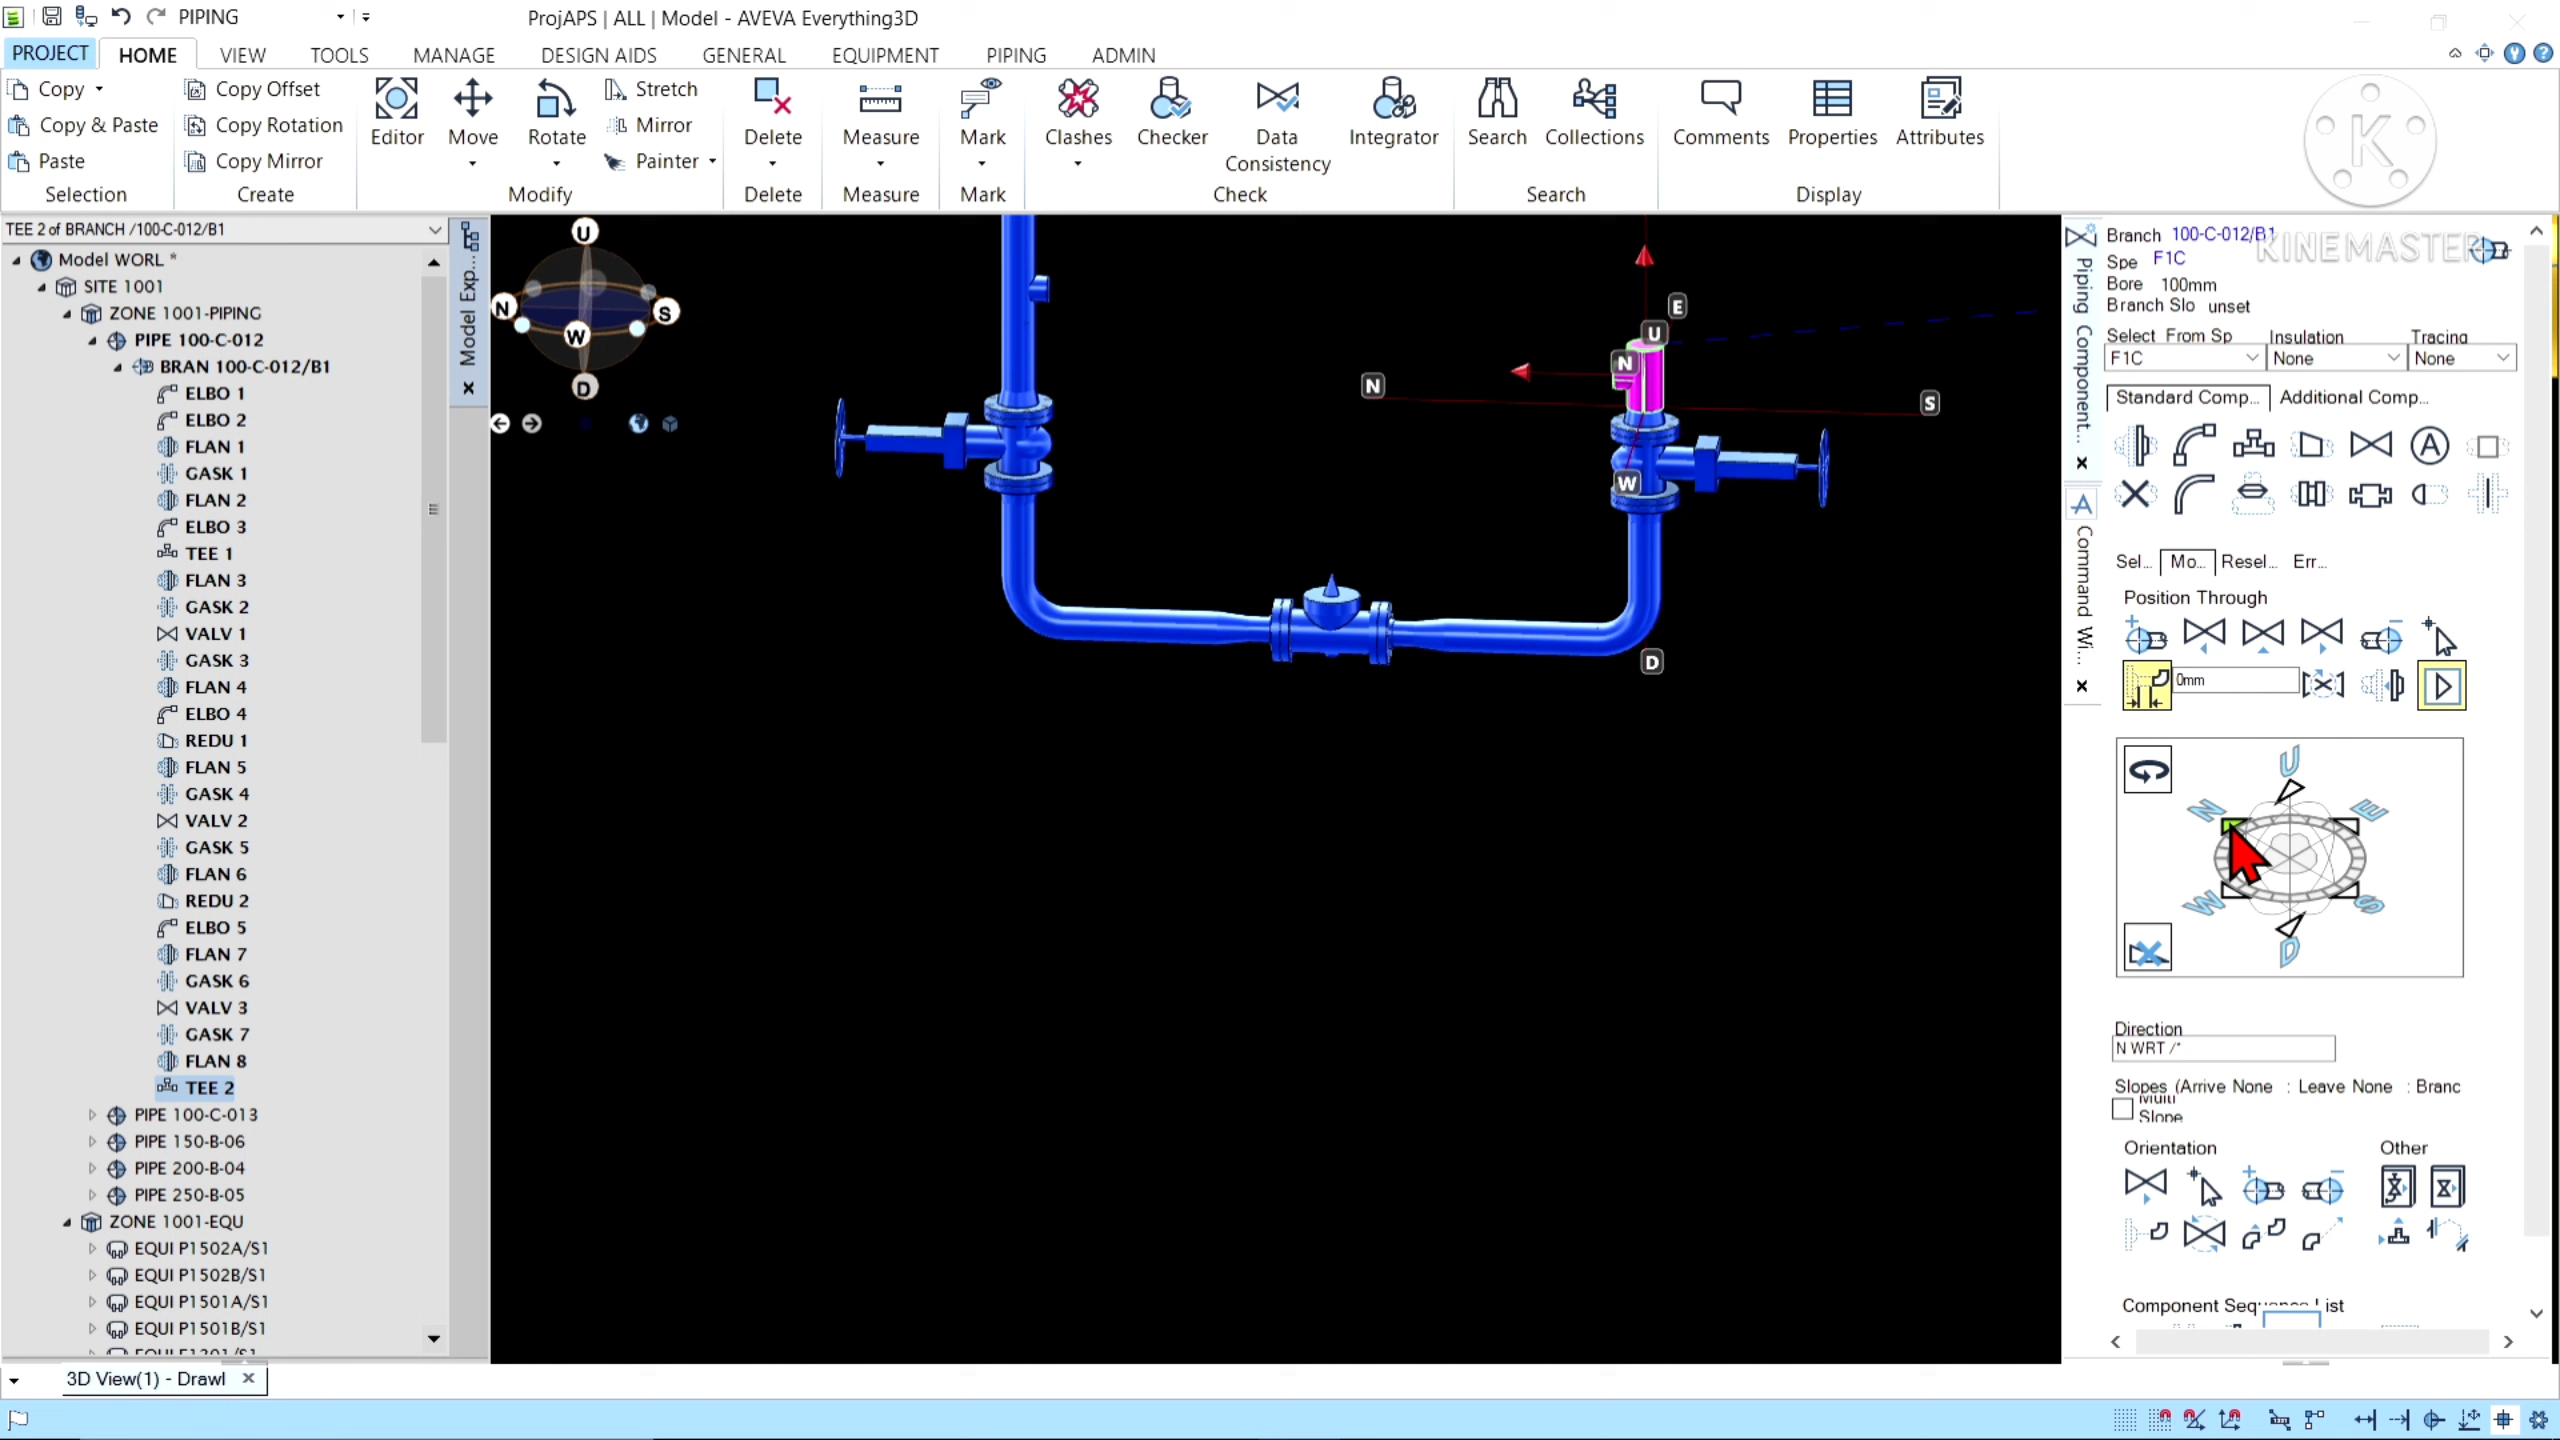 PIPING
ProjAPS | ALL | Model - AVEVA Everything3D
PROJECT HOME VIEW TOOLS MANAGE DESIGN AIDS GENERAL EQUIPMENT PIPING ADMIN
Copy
Copy & Paste
Paste
Selection
Copy Offset
Copy Rotation
Copy Mirror
Create
Editor
Move
Rotate
Stretch
Mirror
Painter
Modify
Delete
Delete
Measure
Measure
Mark
Mark
Clashes
Checker
Data
Consistency
Integrator
Check
Search
Collections
Search
Comments
Properties
Attributes
Display
K
KINEMASTER
TEE 2 of BRANCH /100-C-012/B1
Model WORL *
SITE 1001
ZONE 1001-PIPING
PIPE 100-C-012
BRAN 100-C-012/B1
ELBO 1
ELBO 2
FLAN 1
GASK 1
FLAN 2
ELBO 3
TEE 1
FLAN 3
GASK 2
VALV 1
GASK 3
FLAN 4
ELBO 4
REDU 1
FLAN 5
GASK 4
VALV 2
GASK 5
FLAN 6
REDU 2
ELBO 5
FLAN 7
GASK 6
VALV 3
GASK 7
FLAN 8
TEE 2
PIPE 100-C-013
PIPE 150-B-06
PIPE 200-B-04
PIPE 250-B-05
ZONE 1001-EQU
EQUI P1502A/S1
EQUI P1502B/S1
EQUI P1501A/S1
EQUI P1501B/S1
Model Exp...
U
N
S
W
D
E
U
N
N
S
W
D
Piping Component...
Command Wi...
Branch 100-C-012/B1
Spe F1C
Bore 100mm
Branch Slo unset
Select From Sp Insulation Tracing
F1C None None
Standard Comp... Additional Comp...
A
Sel... Mo... Resel... Err...
Position Through
0mm
U
N
E
W
S
D
Direction
N WRT /*
Slopes (Arrive None : Leave None : Branc
Multi
Slope
Orientation Other
Component Sequence List
3D View(1) - Drawl